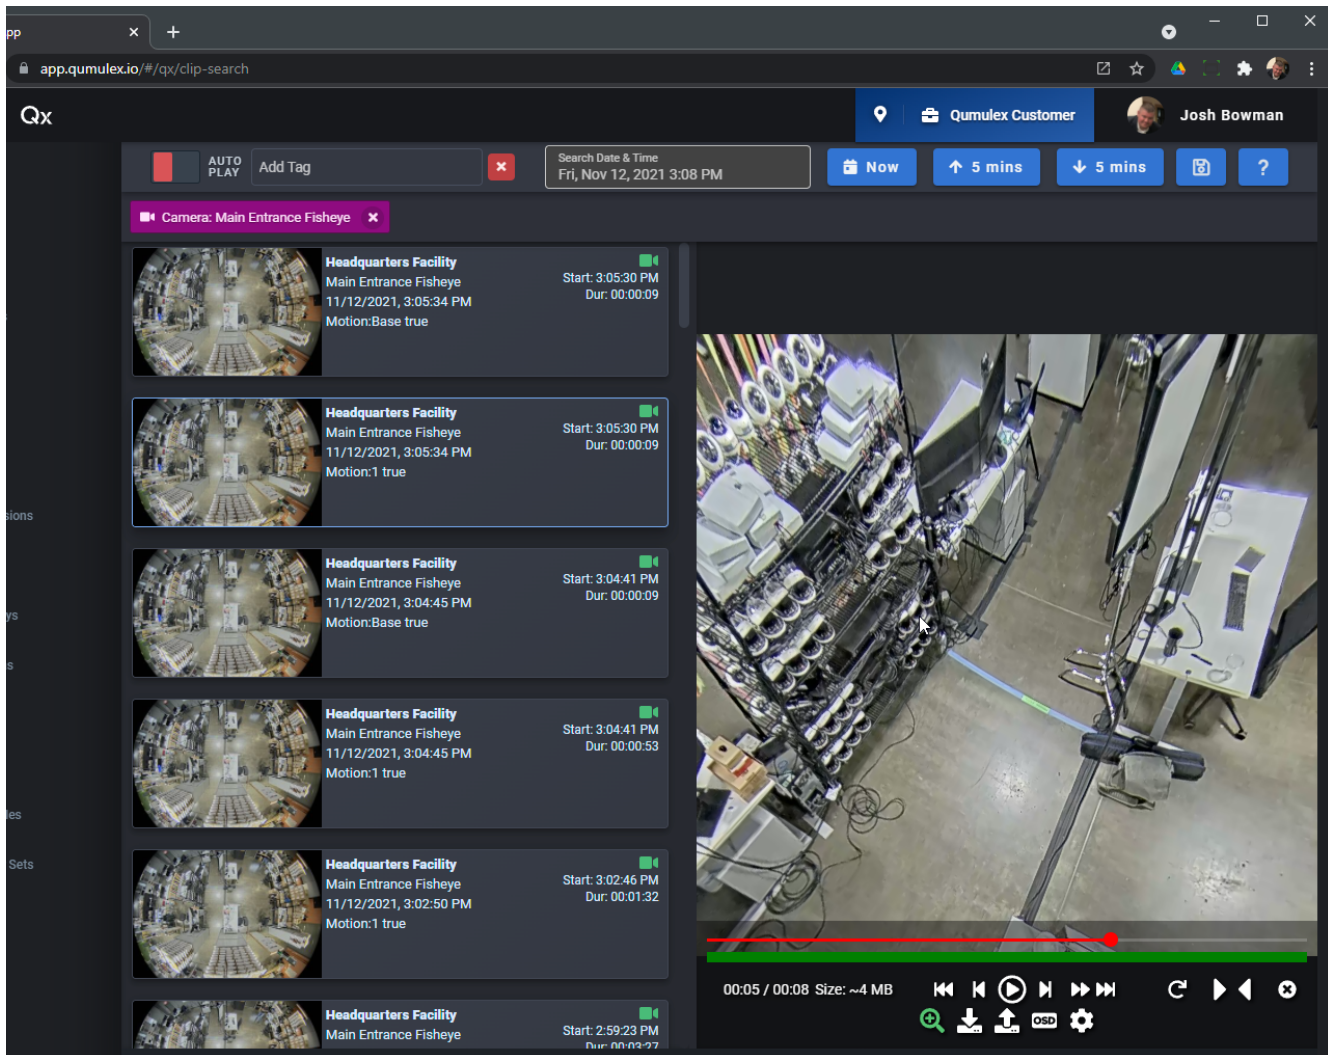 pp
app.qumulex.io/#/qx/clip-search
Qx
Qumulex Customer
Josh Bowman
AUTO PLAY
Add Tag
Search Date & Time
Fri, Nov 12, 2021 3:08 PM
Now
5 mins
5 mins
?
Camera: Main Entrance Fisheye
Headquarters Facility
Main Entrance Fisheye
11/12/2021, 3:05:34 PM
Motion:Base true
Start: 3:05:30 PM
Dur: 00:00:09
Headquarters Facility
Main Entrance Fisheye
11/12/2021, 3:05:34 PM
Motion:1 true
Start: 3:05:30 PM
Dur: 00:00:09
Headquarters Facility
Main Entrance Fisheye
11/12/2021, 3:04:45 PM
Motion:Base true
Start: 3:04:41 PM
Dur: 00:00:09
Headquarters Facility
Main Entrance Fisheye
11/12/2021, 3:04:45 PM
Motion:1 true
Start: 3:04:41 PM
Dur: 00:00:53
Headquarters Facility
Main Entrance Fisheye
11/12/2021, 3:02:50 PM
Motion:1 true
Start: 3:02:46 PM
Dur: 00:01:32
Headquarters Facility
Main Entrance Fisheye
Start: 2:59:23 PM
Dur: 00:03:27
sions
ys
s
les
Sets
00:05 / 00:08 Size: ~4 MB
OSD